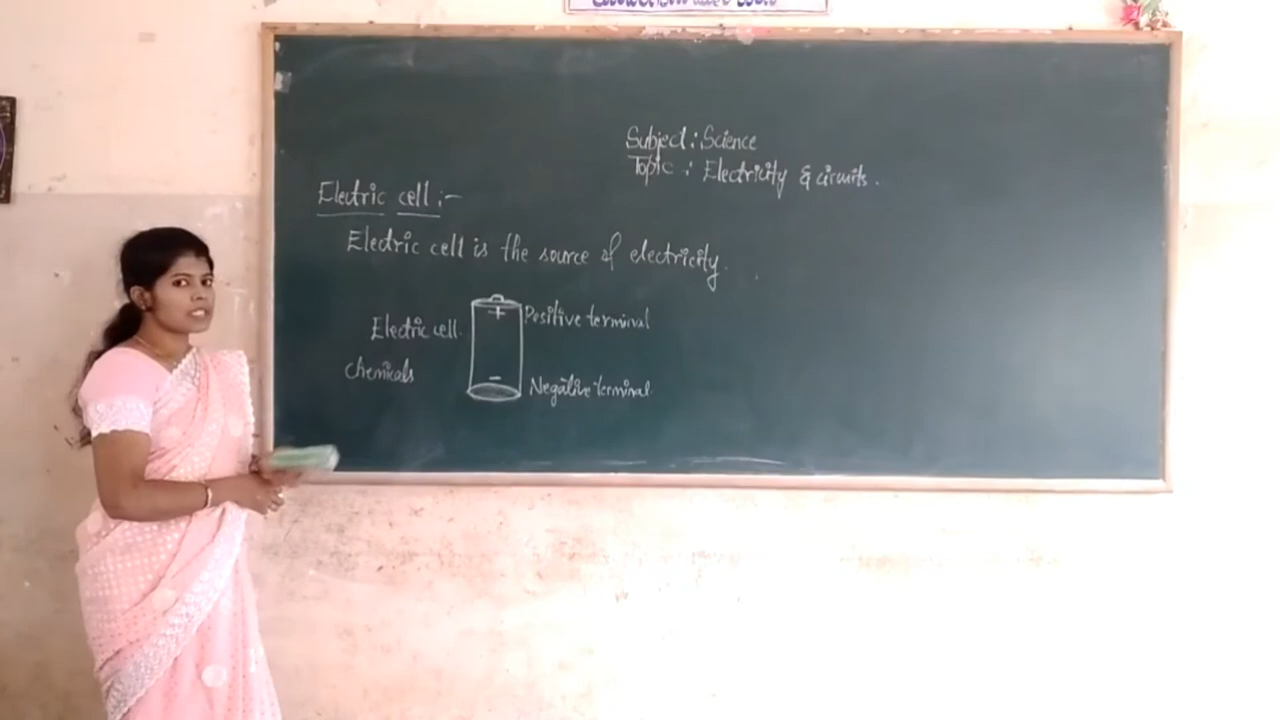 Subject : Science
Topic : Electricity & circuits.
Electric cell :-
Electric cell is the source of electricity.
+
Positive terminal
Electric cell.
chemicals
-
Negative terminal.